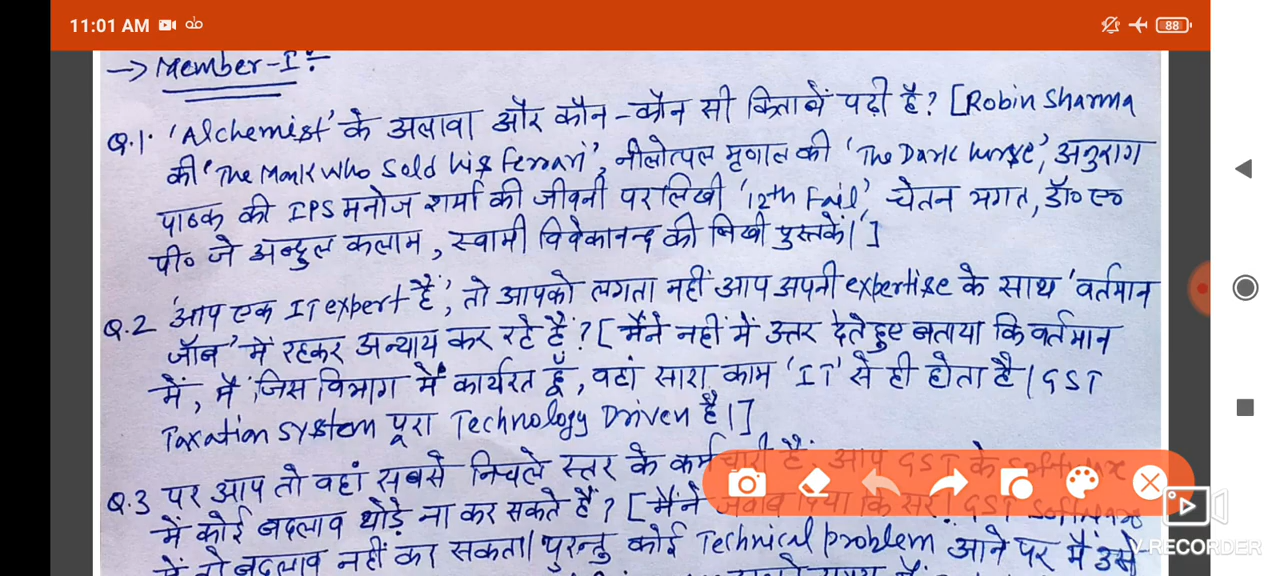 11:01 AM
88
→ Member-I :-
Q.1. 'Alchemist' के अलावा और कौन-कौन सी किताबें पढ़ी है? [Robin Sharma
की 'The Monk Who Sold his Ferrari', नीलोत्पल मृणाल की 'The Dark horse', अनुराग
पाठक की IPS मनोज शर्मा की जीवनी पर लिखी '12th Fail' चेतन भगत, डॉ० ए०
पी० जे अब्दुल कलाम, स्वामी विवेकानन्द की लिखी पुस्तकें।]
Q.2 'आप एक IT expert हैं', तो आपको लगता नहीं आप अपनी expertise के साथ 'वर्तमान
जॉब' में रहकर अन्याय कर रहे हैं? [मैंने नहीं में उत्तर देते हुए बताया कि वर्तमान
में, मैं जिस विभाग में कार्यरत हूँ, वहां सारा काम 'IT' से ही होता है। GST
Taxation system पूरा Technology Driven है।]
Q.3 पर आप तो वहां सबसे निचले स्तर के कर्मचारी हैं, आप GST के software
में कोई बदलाव थोड़े ना कर सकते हैं? [मैंने जवाब दिया कि सर। GST software
में तो बदलाव नहीं का सकता। परन्तु कोई Technical problem आने पर मैं उसे
V-RECORDER